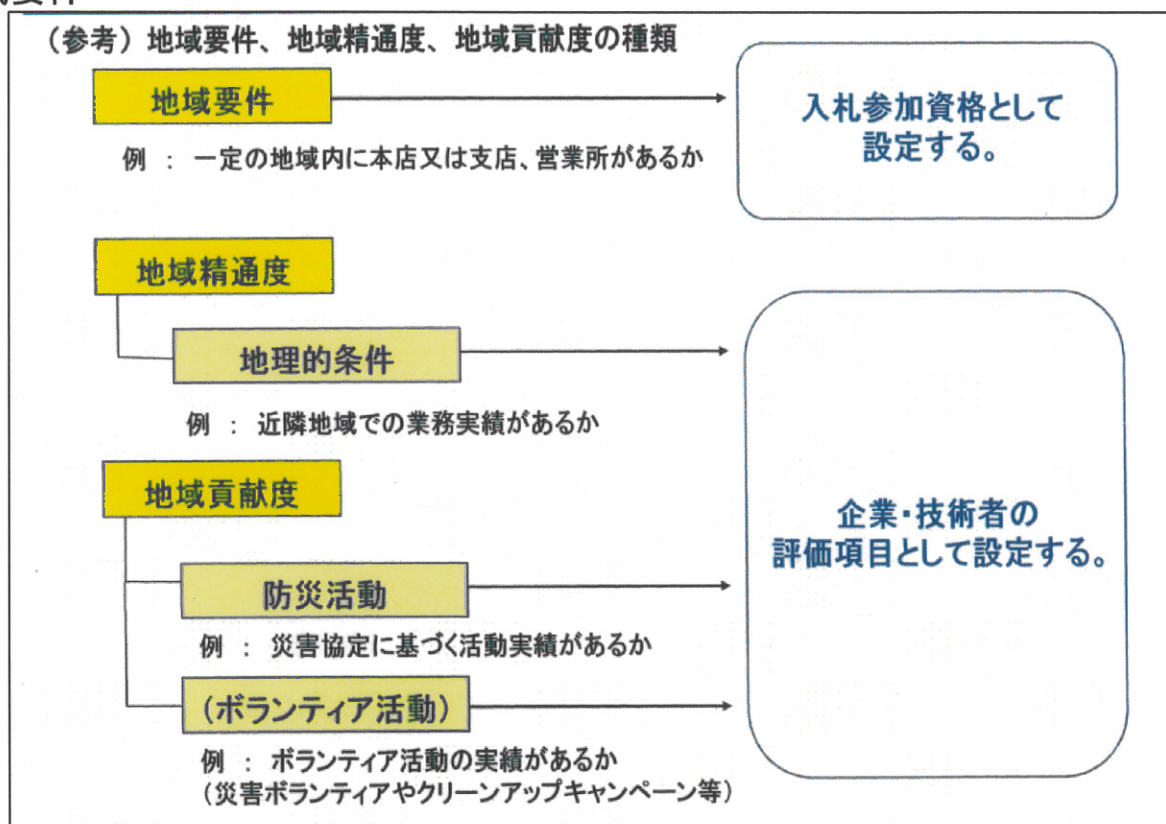 (参考)地域要件、地域精通度、地域貢献度の種類
地域要件
入札参加資格として
設定する。
例 : 一定の地域内に本店又は支店、営業所があるか
地域精通度
地理的条件
例 : 近隣地域での業務実績があるか
地域貢献度
企業・技術者の
評価項目として設定する。
防災活動
例 : 災害協定に基づく活動実績があるか
(ボランティア活動)
例 : ボランティア活動の実績があるか
(災害ボランティアやクリーンアップキャンペーン等)